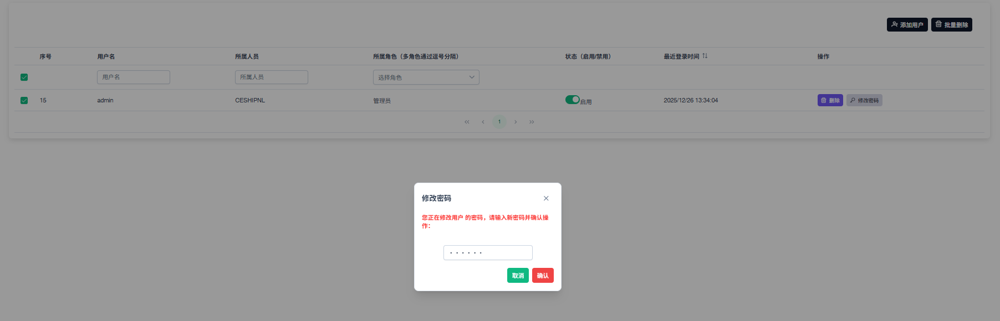 添加用户 批量删除
序号 用户名 所属人员 所属角色（多角色通过逗号分隔） 状态（启用/禁用） 最近登录时间 操作
用户名 所属人员 选择角色
15 admin CESHIPNL 管理员 启用 2025/12/26 13:34:04 删除 修改密码
1
修改密码
您正在修改用户 的密码，请输入新密码并确认操
作：
取消 确认